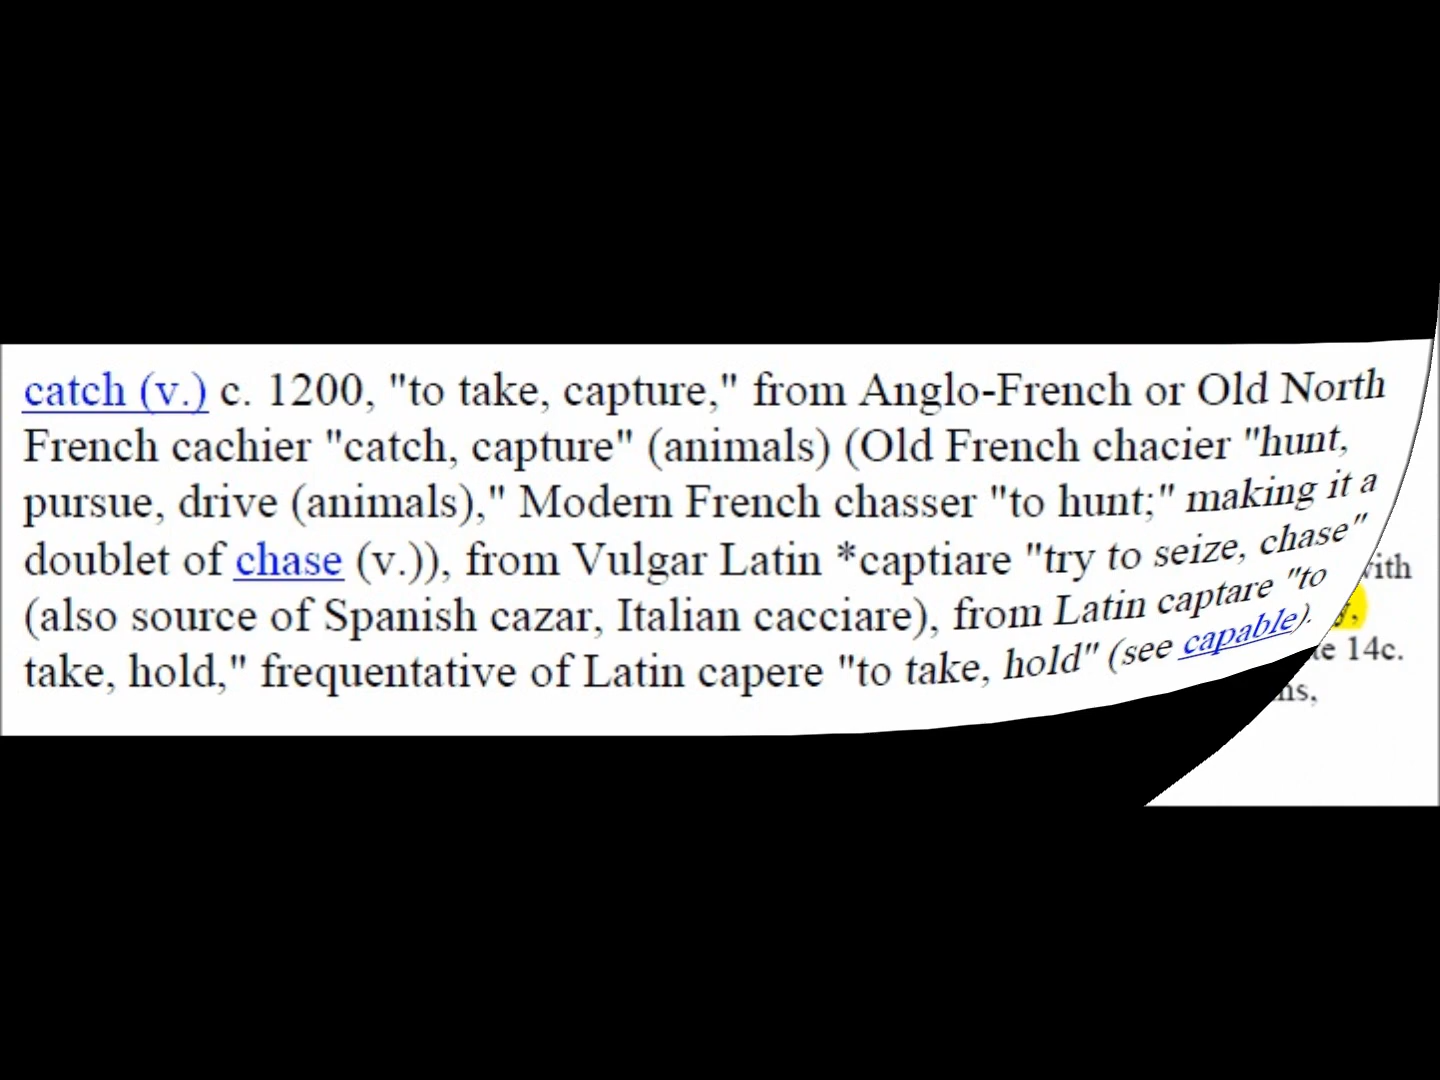 catch (v.) c. 1200, "to take, capture," from Anglo-French or Old North
French cachier "catch, capture" (animals) (Old French chacier "hunt,
pursue, drive (animals)," Modern French chasser "to hunt;" making it a
doublet of chase (v.)), from Vulgar Latin *captiare "try to seize, chase"
(also source of Spanish cazar, Italian cacciare), from Latin captare "to
take, hold," frequentative of Latin capere "to take, hold" (see capable).
14c.